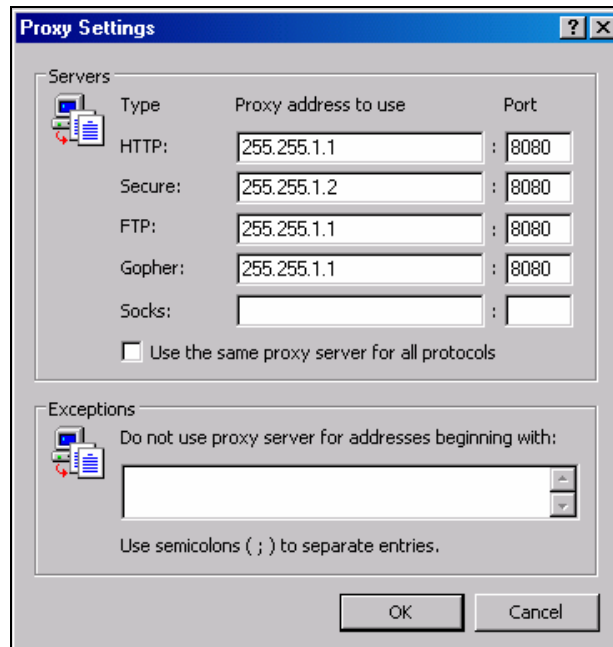 Proxy Settings
Servers
Type Proxy address to use Port
HTTP: 255.255.1.1 : 8080
Secure: 255.255.1.2 : 8080
FTP: 255.255.1.1 : 8080
Gopher: 255.255.1.1 : 8080
Socks: :
Use the same proxy server for all protocols
Exceptions
Do not use proxy server for addresses beginning with:
Use semicolons ( ; ) to separate entries.
OK Cancel